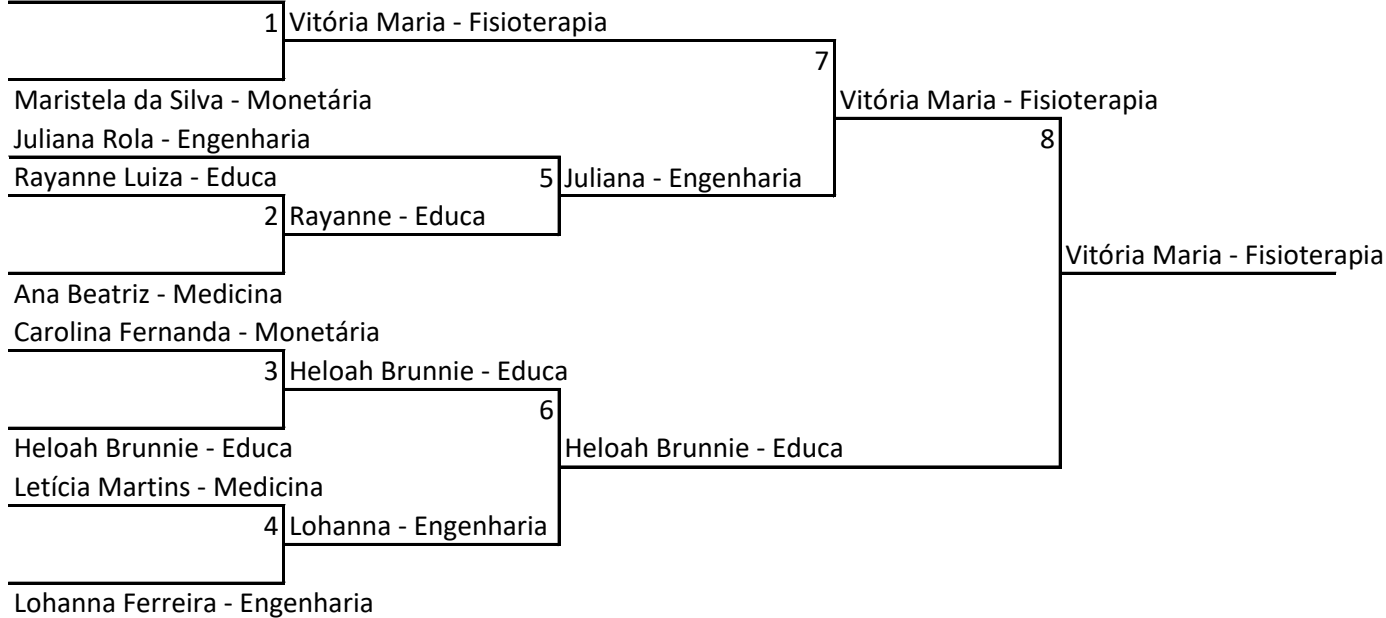 1 Vitória Maria - Fisioterapia
7
Maristela da Silva - Monetária
Vitória Maria - Fisioterapia
Juliana Rola - Engenharia
8
Rayanne Luiza - Educa
5 Juliana - Engenharia
2 Rayanne - Educa
Vitória Maria - Fisioterapia
Ana Beatriz - Medicina
Carolina Fernanda - Monetária
3 Heloah Brunnie - Educa
6
Heloah Brunnie - Educa
Heloah Brunnie - Educa
Letícia Martins - Medicina
4 Lohanna - Engenharia
Lohanna Ferreira - Engenharia